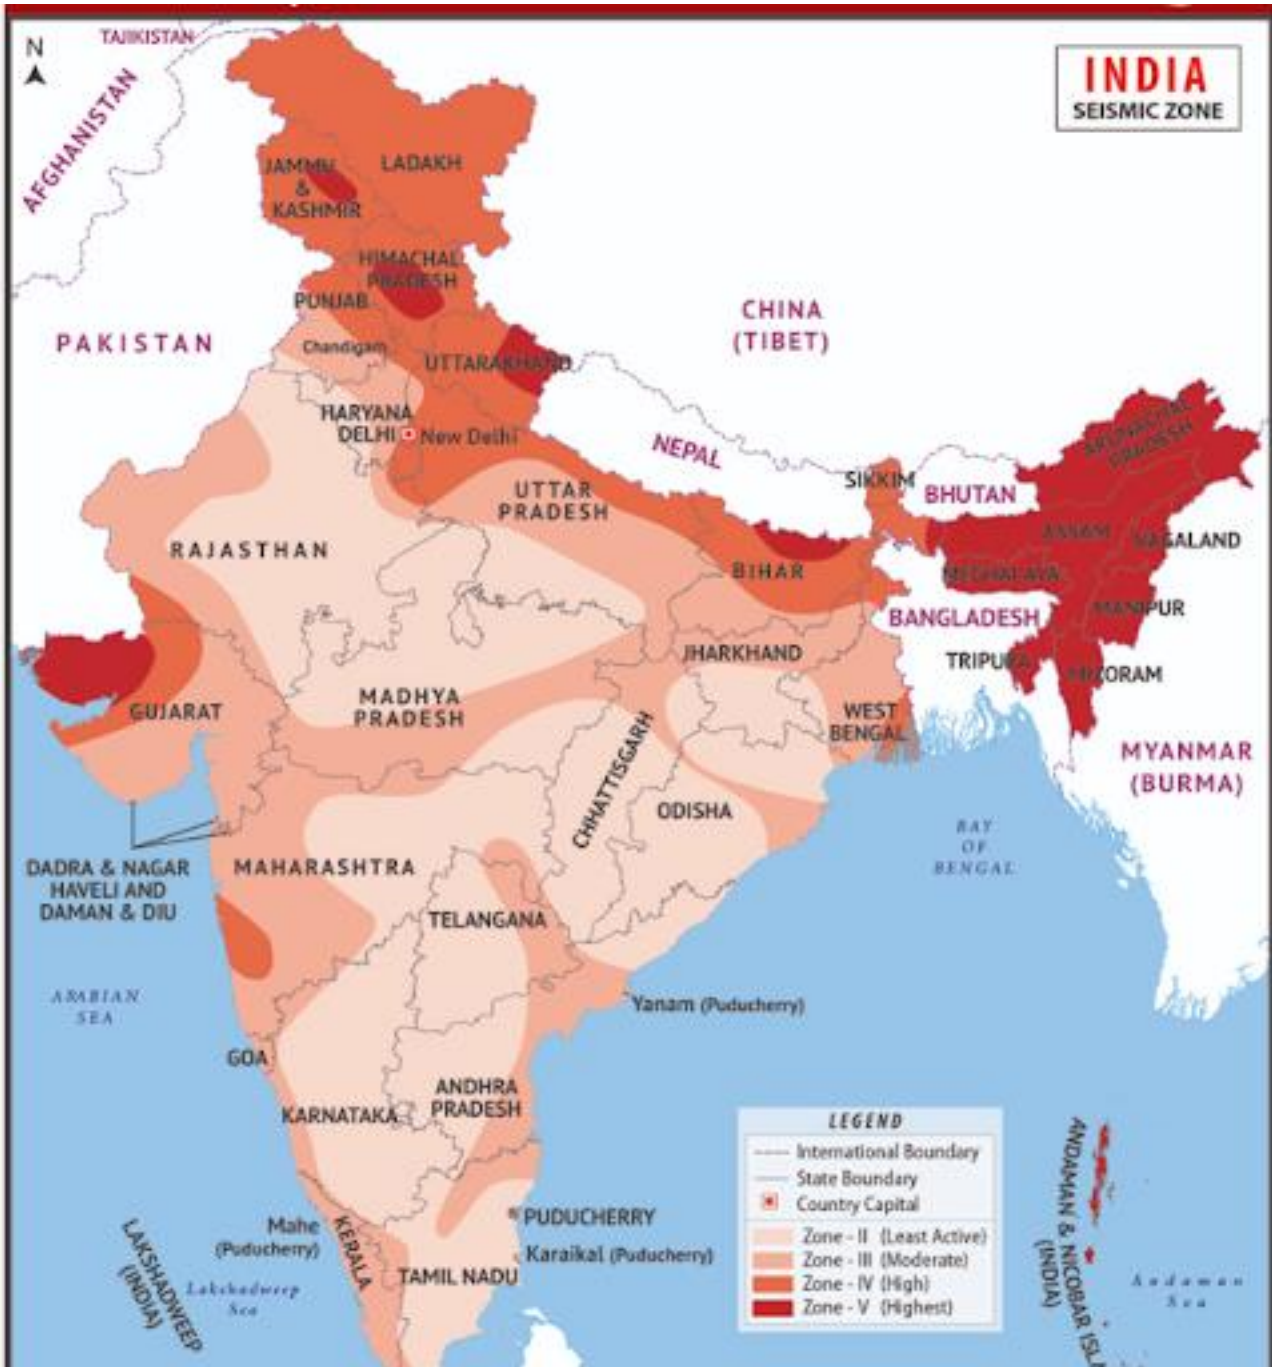 N
TAJIKISTAN
AFGHANISTAN
INDIA
SEISMIC ZONE
JAMMU
&
KASHMIR
LADAKH
HIMACHAL
PRADESH
PUNJAB
CHINA
(TIBET)
PAKISTAN
Chandigarh
UTTARAKHAND
HARYANA
DELHI
New Delhi
NEPAL
ARUNACHAL
PRADESH
SIKKIM
BHUTAN
UTTAR
PRADESH
RAJASTHAN
ASSAM
NAGALAND
BIHAR
MEGHALAYA
BANGLADESH
MANIPUR
JHARKHAND
TRIPURA
MIZORAM
GUJARAT
MADHYA
PRADESH
WEST
BENGAL
CHHATTISGARH
MYANMAR
(BURMA)
ODISHA
BAY
OF
BENGAL
DADRA & NAGAR
HAVELI AND
DAMAN & DIU
MAHARASHTRA
TELANGANA
ARABIAN
SEA
Yanam (Puducherry)
GOA
ANDHRA
PRADESH
KARNATAKA
LEGEND
International Boundary
State Boundary
Country Capital
Zone - II (Least Active)
Zone - III (Moderate)
Zone - IV (High)
Zone - V (Highest)
ANDAMAN & NICOBAR ISLA
(INDIA)
PUDUCHERRY
Mahe
(Puducherry)
KERALA
Karaikal (Puducherry)
TAMIL NADU
LAKSHADWEEP
(INDIA)
Lakshadweep
Sea
Andaman
Sea